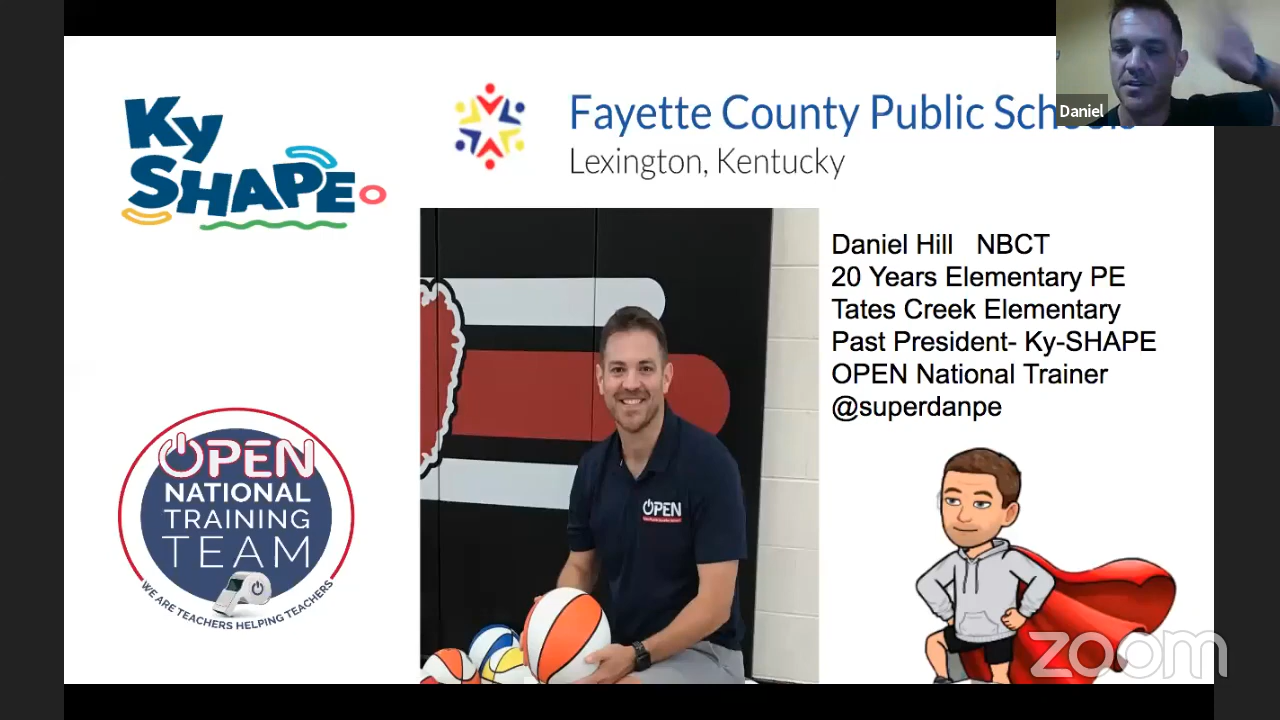 Ky
SHAPE
Fayette County Public Schools
Lexington, Kentucky
Daniel
Daniel Hill NBCT
20 Years Elementary PE
Tates Creek Elementary
Past President- Ky-SHAPE
OPEN National Trainer
@superdanpe
OPEN
NATIONAL
TRAINING
TEAM
WE ARE TEACHERS HELPING TEACHERS
OPEN
zoom